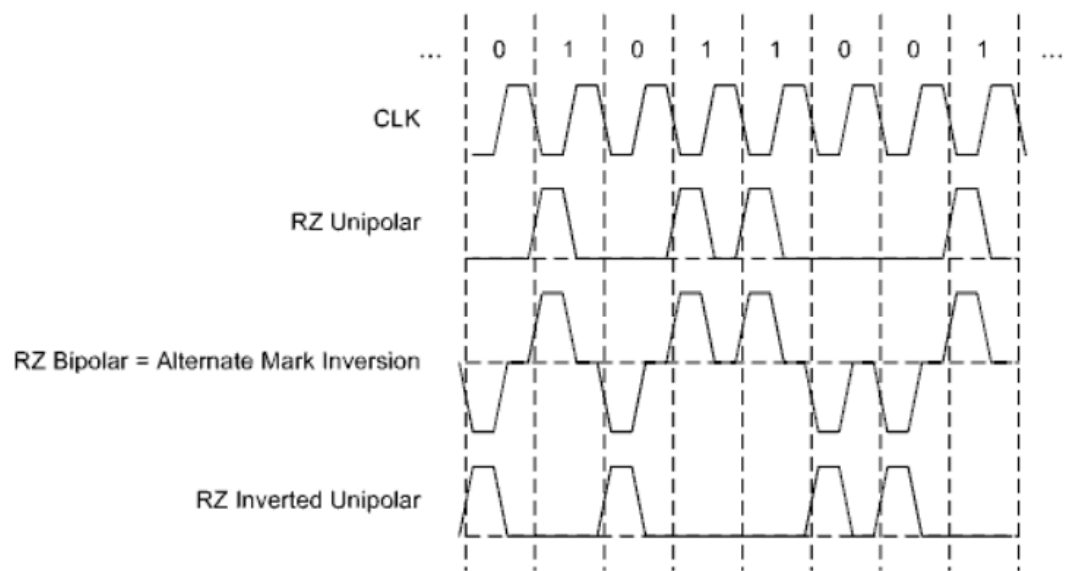 ... 0 1 0 1 1 0 0 1 ...
CLK
RZ Unipolar
RZ Bipolar = Alternate Mark Inversion
RZ Inverted Unipolar